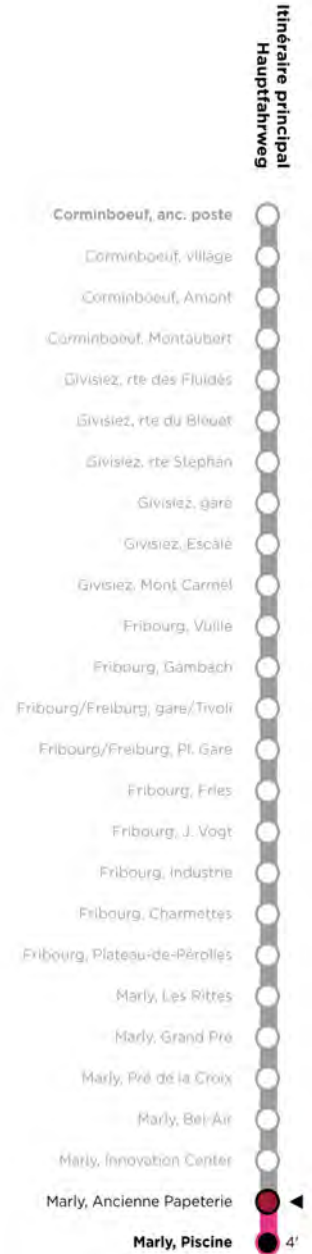 Itinéraire principal
Hauptfahrweg
Corminboeuf, anc. poste
Corminboeuf, village
Corminboeuf, Amont
Corminboeuf, Montaubert
Givisiez, rte des Fluides
Givisiez, rte du Bleuet
Givisiez, rte Stephan
Givisiez, gare
Givisiez, Escale
Givisiez, Mont Carmel
Fribourg, Vuille
Fribourg, Gambach
Fribourg/Freiburg, gare/Tivoli
Fribourg/Freiburg, Pl. Gare
Fribourg, Fries
Fribourg, J. Vogt
Fribourg, Industrie
Fribourg, Charmettes
Fribourg, Plateau-de-Pérolles
Marly, Les Rittes
Marly, Grand Pré
Marly, Pré de la Croix
Marly, Bel-Air
Marly, Innovation Center
Marly, Ancienne Papeterie
Marly, Piscine 4'